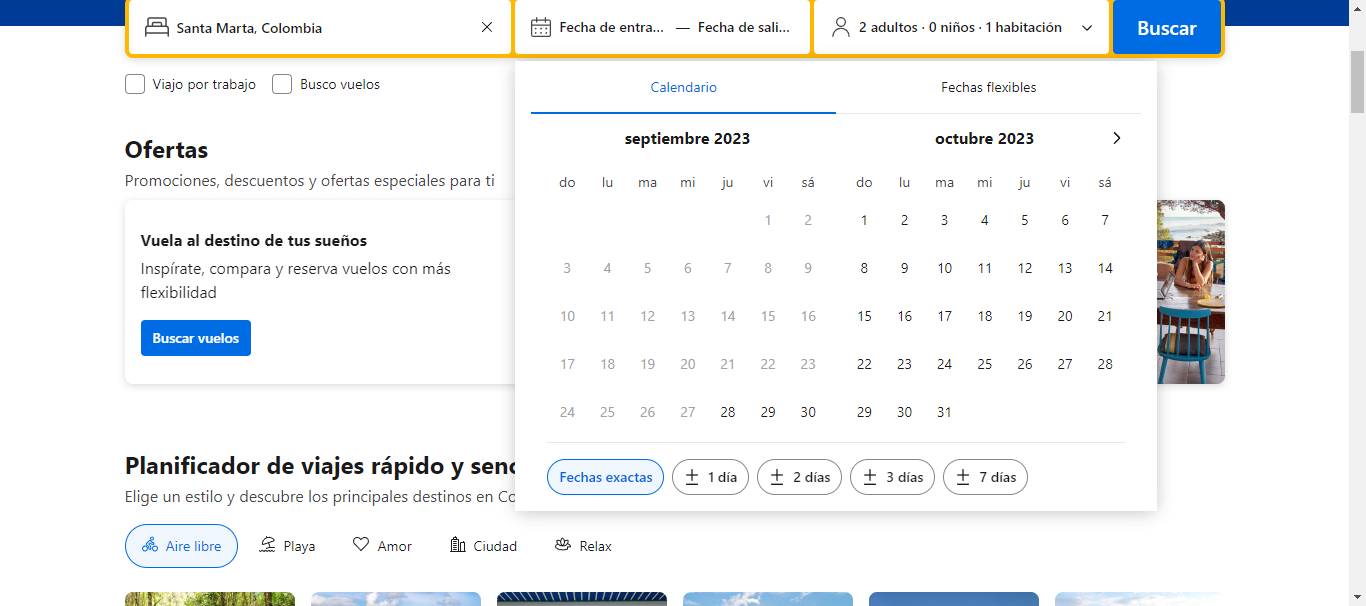 Santa Marta, Colombia
Fecha de entra... — Fecha de sali...
2 adultos · 0 niños · 1 habitación
Buscar
Viajo por trabajo
Busco vuelos
Calendario
Fechas flexibles
septiembre 2023
do lu ma mi ju vi sá
1 2
3 4 5 6 7 8 9
10 11 12 13 14 15 16
17 18 19 20 21 22 23
24 25 26 27 28 29 30
octubre 2023
do lu ma mi ju vi sá
1 2 3 4 5 6 7
8 9 10 11 12 13 14
15 16 17 18 19 20 21
22 23 24 25 26 27 28
29 30 31
Fechas exactas
± 1 día
± 2 días
± 3 días
± 7 días
Ofertas
Promociones, descuentos y ofertas especiales para ti
Vuela al destino de tus sueños
Inspírate, compara y reserva vuelos con más
flexibilidad
Buscar vuelos
Planificador de viajes rápido y senc
Elige un estilo y descubre los principales destinos en Co
Aire libre
Playa
Amor
Ciudad
Relax